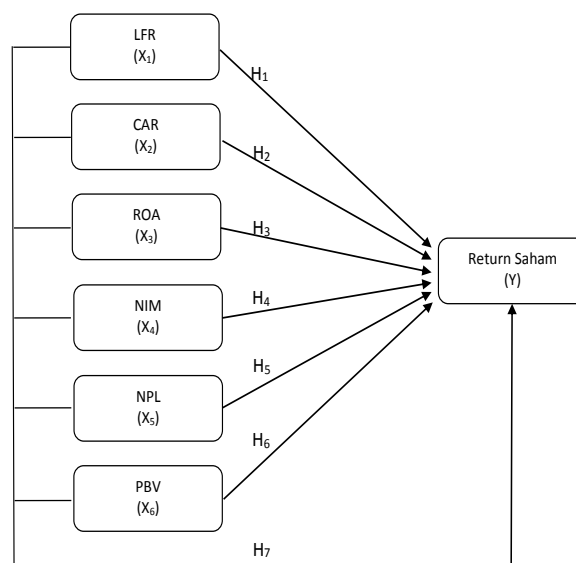 LFR
(X₁)
H₁
CAR
(X₂)
H₂
ROA
(X₃)
H₃
Return Saham
(Y)
NIM
(X₄)
H₄
NPL
(X₅)
H₅
PBV
(X₆)
H₆
H₇